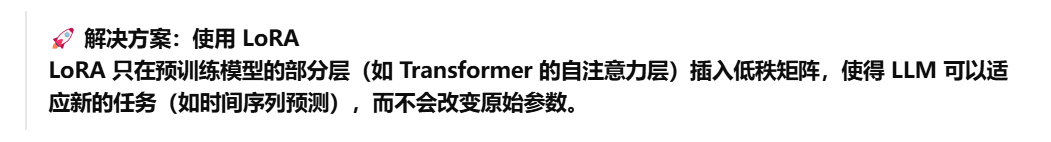 🚀 解决方案：使用 LoRA
LoRA 只在预训练模型的部分层（如 Transformer 的自注意力层）插入低秩矩阵，使得 LLM 可以适
应新的任务（如时间序列预测），而不会改变原始参数。